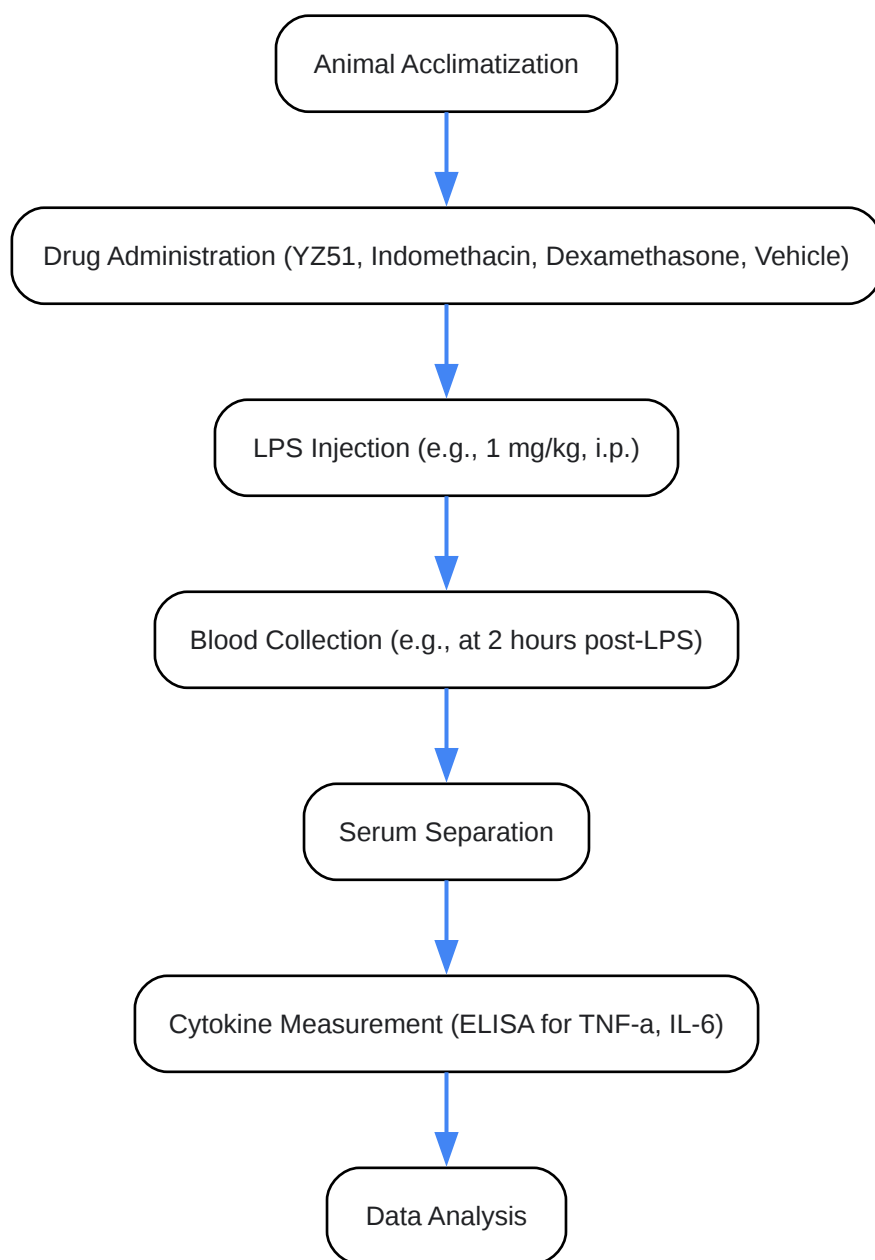 Animal Acclimatization
Drug Administration (YZ51, Indomethacin, Dexamethasone, Vehicle)
LPS Injection (e.g., 1 mg/kg, i.p.)
Blood Collection (e.g., at 2 hours post-LPS)
Serum Separation
Cytokine Measurement (ELISA for TNF-a, IL-6)
Data Analysis